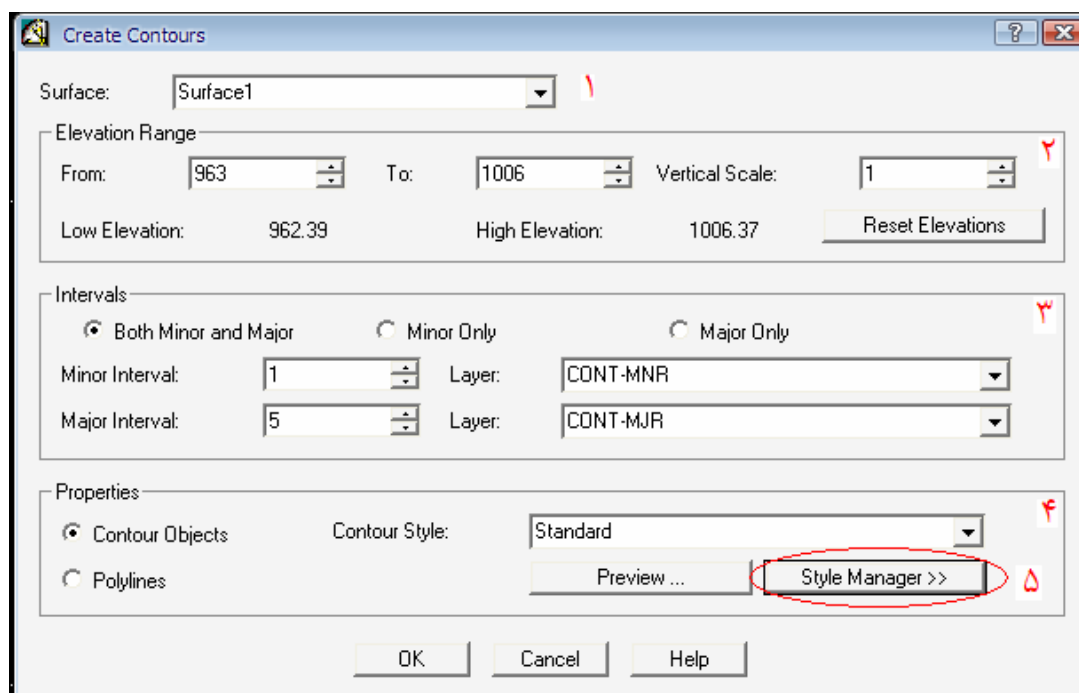 Create Contours
Surface: Surface1 ۱
Elevation Range ۲
From: 963 To: 1006 Vertical Scale: 1
Low Elevation: 962.39 High Elevation: 1006.37 Reset Elevations
Intervals ۳
Both Minor and Major Minor Only Major Only
Minor Interval: 1 Layer: CONT-MNR
Major Interval: 5 Layer: CONT-MJR
Properties ۴
Contour Objects Contour Style: Standard
Polylines Preview ... Style Manager >> ۵
OK Cancel Help